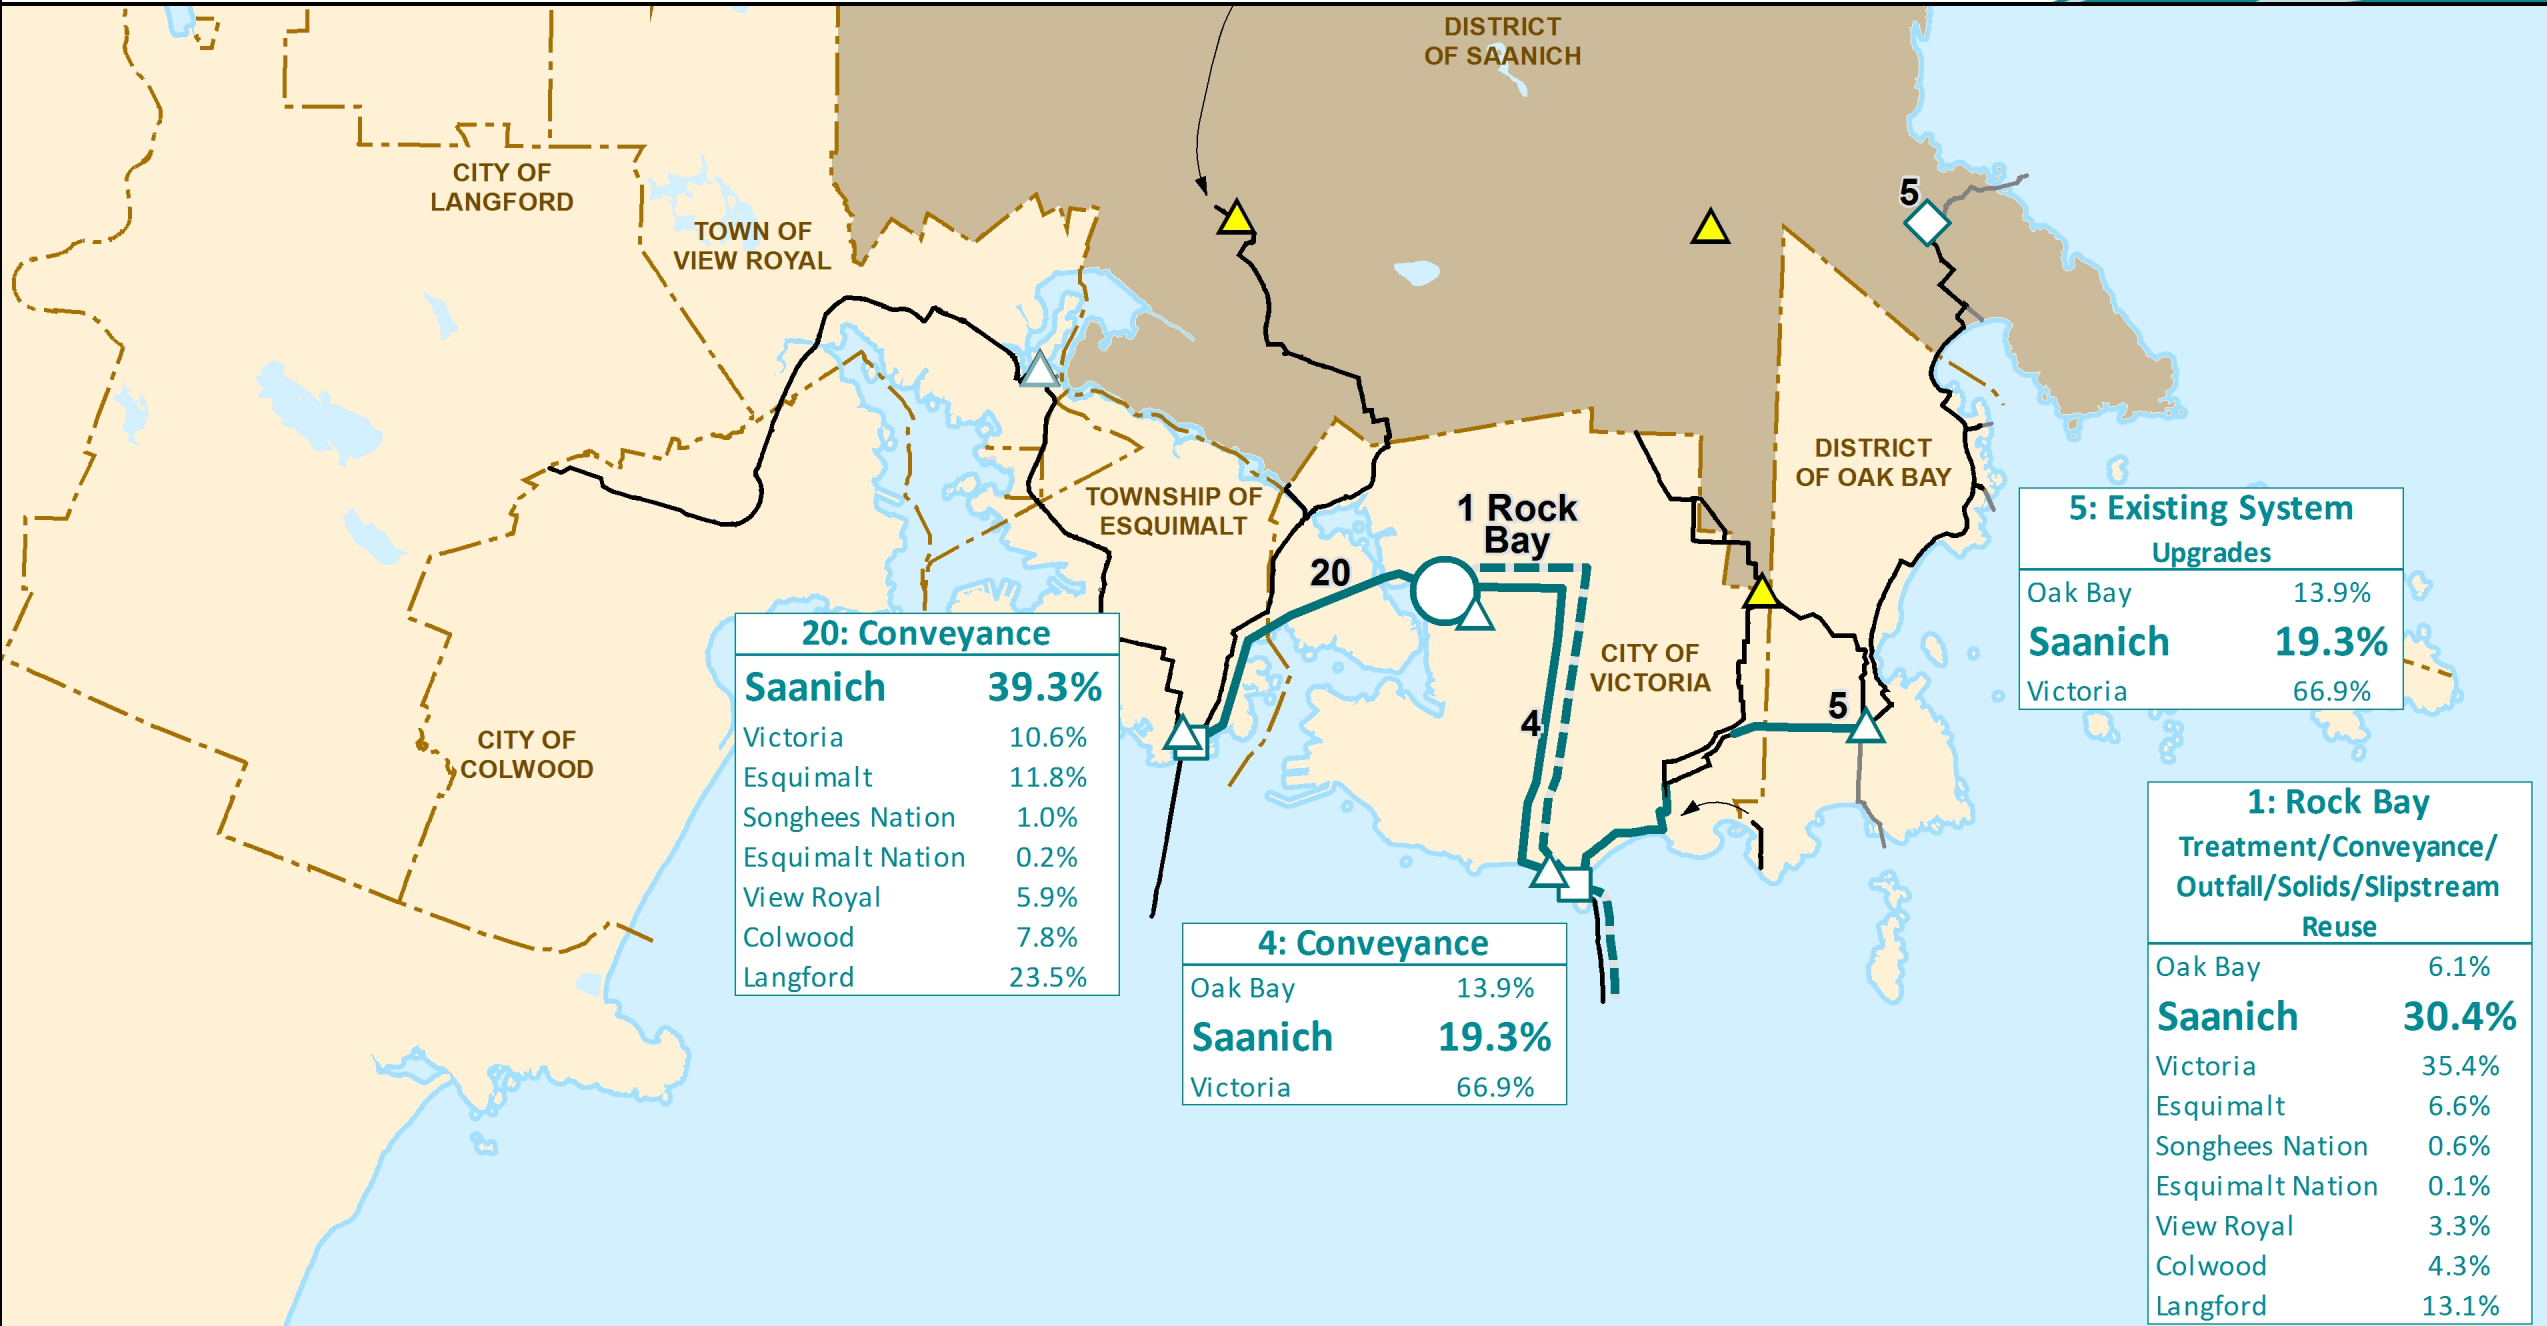 DISTRICT
OF SAANICH
CITY OF
LANGFORD
TOWN OF
VIEW ROYAL
5
DISTRICT
OF OAK BAY
TOWNSHIP OF
ESQUIMALT
1 Rock
Bay
20
CITY OF
VICTORIA
4
5
CITY OF
COLWOOD
5: Existing System
Upgrades
Oak Bay 13.9%
Saanich 19.3%
Victoria 66.9%
20: Conveyance
Saanich 39.3%
Victoria 10.6%
Esquimalt 11.8%
Songhees Nation 1.0%
Esquimalt Nation 0.2%
View Royal 5.9%
Colwood 7.8%
Langford 23.5%
4: Conveyance
Oak Bay 13.9%
Saanich 19.3%
Victoria 66.9%
1: Rock Bay
Treatment/Conveyance/
Outfall/Solids/Slipstream
Reuse
Oak Bay 6.1%
Saanich 30.4%
Victoria 35.4%
Esquimalt 6.6%
Songhees Nation 0.6%
Esquimalt Nation 0.1%
View Royal 3.3%
Colwood 4.3%
Langford 13.1%